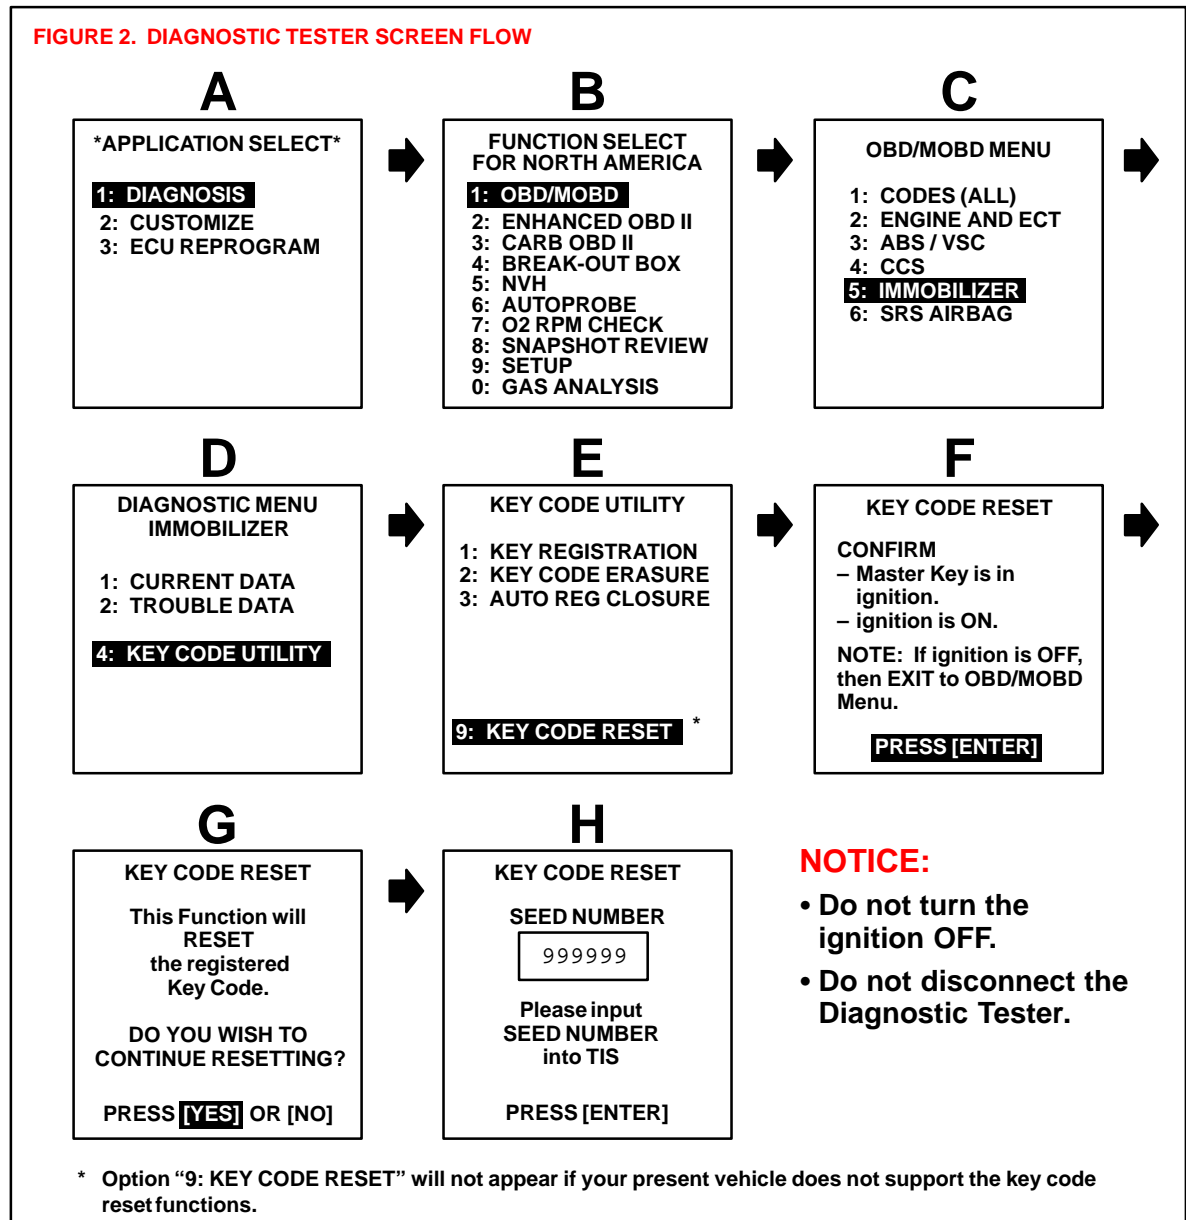 FIGURE 2. DIAGNOSTIC TESTER SCREEN FLOW
A
*APPLICATION SELECT*
1: DIAGNOSIS
2: CUSTOMIZE
3: ECU REPROGRAM
B
FUNCTION SELECT
FOR NORTH AMERICA
1: OBD/MOBD
2: ENHANCED OBD II
3: CARB OBD II
4: BREAK-OUT BOX
5: NVH
6: AUTOPROBE
7: O2 RPM CHECK
8: SNAPSHOT REVIEW
9: SETUP
0: GAS ANALYSIS
C
OBD/MOBD MENU
1: CODES (ALL)
2: ENGINE AND ECT
3: ABS / VSC
4: CCS
5: IMMOBILIZER
6: SRS AIRBAG
D
DIAGNOSTIC MENU
IMMOBILIZER
1: CURRENT DATA
2: TROUBLE DATA
4: KEY CODE UTILITY
E
KEY CODE UTILITY
1: KEY REGISTRATION
2: KEY CODE ERASURE
3: AUTO REG CLOSURE
9: KEY CODE RESET *
F
KEY CODE RESET
CONFIRM
– Master Key is in
ignition.
– ignition is ON.
NOTE: If ignition is OFF,
then EXIT to OBD/MOBD
Menu.
PRESS [ENTER]
G
KEY CODE RESET
This Function will
RESET
the registered
Key Code.
DO YOU WISH TO
CONTINUE RESETTING?
PRESS [YES] OR [NO]
H
KEY CODE RESET
SEED NUMBER
999999
Please input
SEED NUMBER
into TIS
PRESS [ENTER]
NOTICE:
• Do not turn the
ignition OFF.
• Do not disconnect the
Diagnostic Tester.
* Option “9: KEY CODE RESET” will not appear if your present vehicle does not support the key code
reset functions.